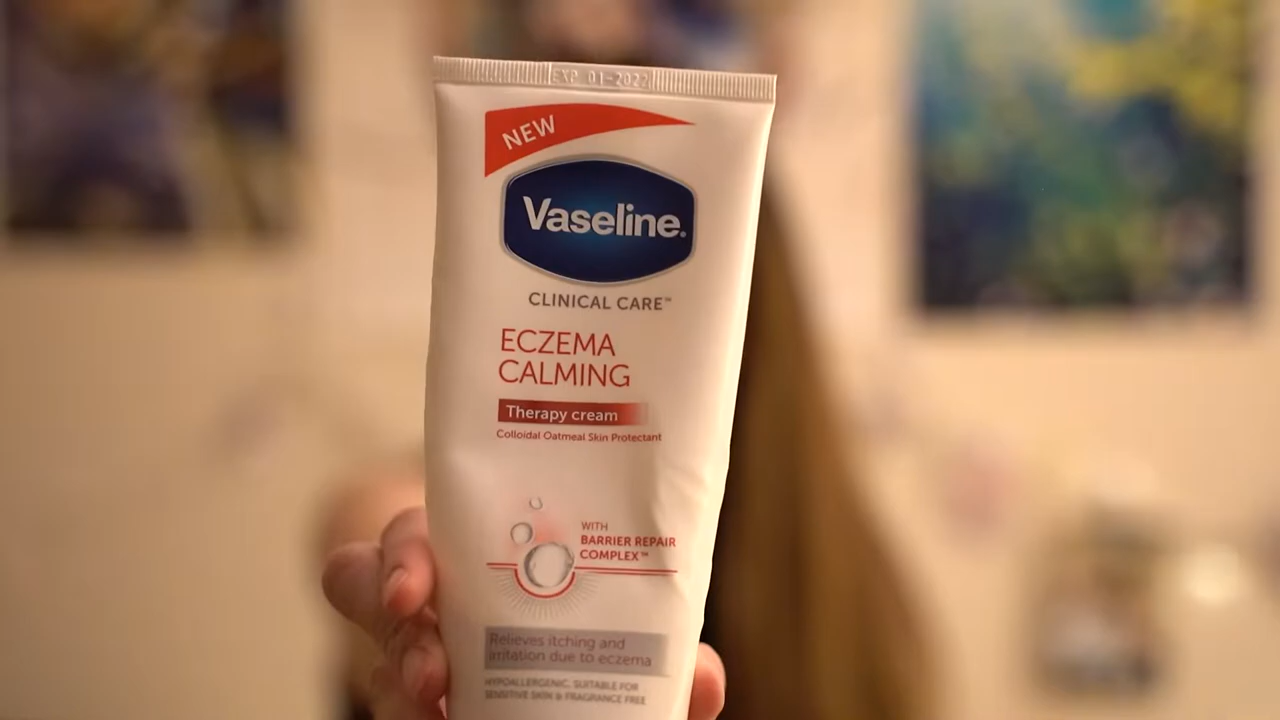 EXP 01-2022
NEW
Vaseline.
CLINICAL CARE™
ECZEMA
CALMING
Therapy cream
Colloidal Oatmeal Skin Protectant
WITH
BARRIER REPAIR
COMPLEX™
Relieves itching and
irritation due to eczema
HYPOALLERGENIC, SUITABLE FOR
SENSITIVE SKIN & FRAGRANCE FREE